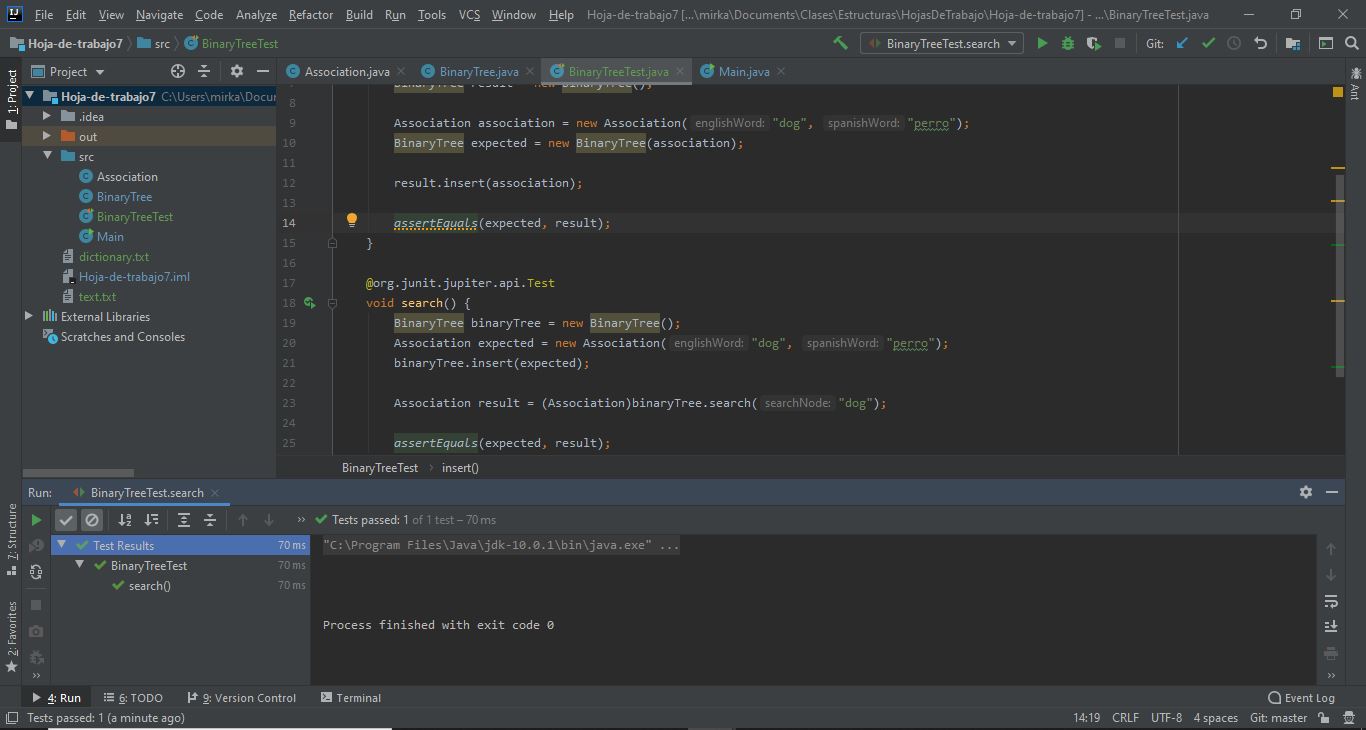 File Edit View Navigate Code Analyze Refactor Build Run Tools VCS Window Help Hoja-de-trabajo7 [...\mirka\Documents\Clases\Estructuras\HojasDeTrabajo\Hoja-de-trabajo7] - ...\BinaryTreeTest.java
Hoja-de-trabajo7 src BinaryTreeTest BinaryTreeTest.search Git:
1: Project
Project
Association.java BinaryTree.java BinaryTreeTest.java Main.java
Ant
Hoja-de-trabajo7 C:\Users\mirka\Docun
.idea
out
src
Association
BinaryTree
BinaryTreeTest
Main
dictionary.txt
Hoja-de-trabajo7.iml
text.txt
External Libraries
Scratches and Consoles
7 BinaryTree result = new BinaryTree();
8
9 Association association = new Association( englishWord: "dog", spanishWord: "perro");
10 BinaryTree expected = new BinaryTree(association);
11
12 result.insert(association);
13
14 assertEquals(expected, result);
15 }
16
17 @org.junit.jupiter.api.Test
18 void search() {
19 BinaryTree binaryTree = new BinaryTree();
20 Association expected = new Association( englishWord: "dog", spanishWord: "perro");
21 binaryTree.insert(expected);
22
23 Association result = (Association)binaryTree.search( searchNode: "dog");
24
25 assertEquals(expected, result);
BinaryTreeTest insert()
Run: BinaryTreeTest.search
7: Structure
2: Favorites
» Tests passed: 1 of 1 test – 70 ms
Test Results 70 ms
BinaryTreeTest 70 ms
search() 70 ms
"C:\Program Files\Java\jdk-10.0.1\bin\java.exe" ...
Process finished with exit code 0
4: Run 6: TODO 9: Version Control Terminal Event Log
Tests passed: 1 (a minute ago) 14:19 CRLF UTF-8 4 spaces Git: master